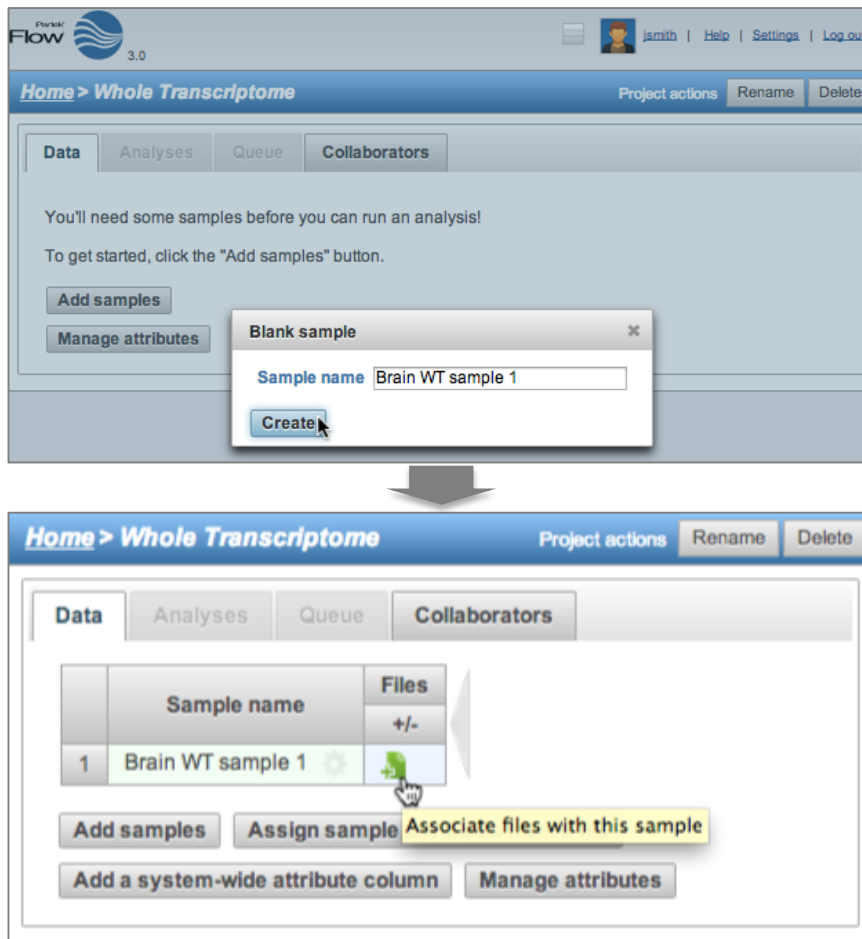 Partek
Flow 3.0
jsmith | Help | Settings | Log ou
Home > Whole Transcriptome
Project actions Rename Delete
Data Analyses Queue Collaborators
You'll need some samples before you can run an analysis!
To get started, click the "Add samples" button.
Add samples
Manage attributes
Blank sample
Sample name Brain WT sample 1
Create
Home > Whole Transcriptome Project actions Rename Delete
Data Analyses Queue Collaborators
Sample name Files
+/-
1 Brain WT sample 1
Associate files with this sample
Add samples Assign sample
Add a system-wide attribute column Manage attributes